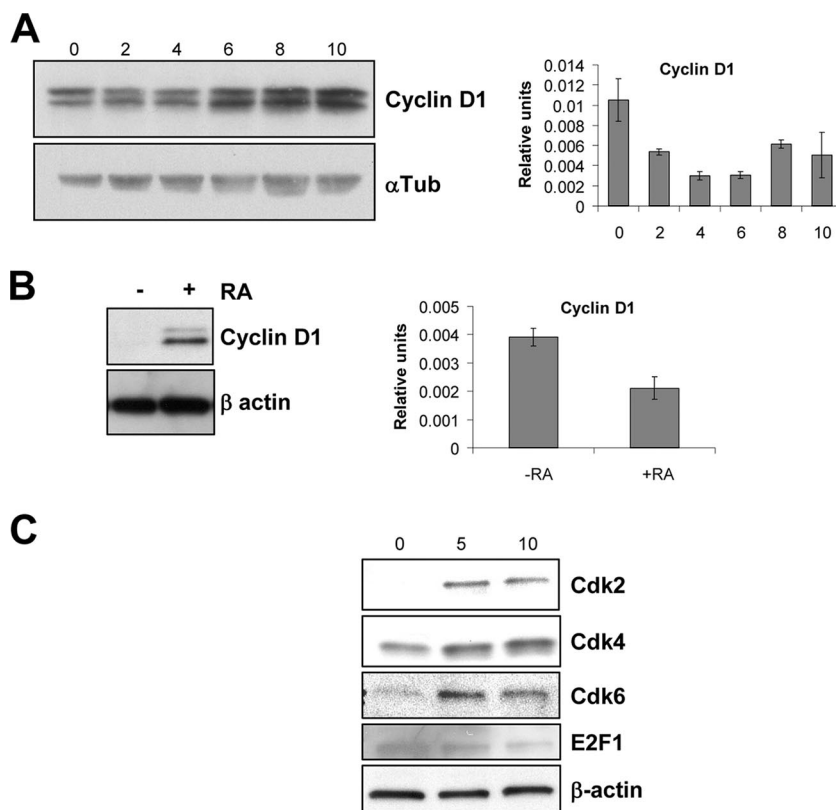 A
0 2 4 6 8 10
Cyclin D1
αTub
Cyclin D1
Relative units
0.014
0.012
0.01
0.008
0.006
0.004
0.002
0
0 2 4 6 8 10
B
- + RA
Cyclin D1
β actin
Cyclin D1
Relative units
0.005
0.004
0.003
0.002
0.001
0
-RA +RA
C
0 5 10
Cdk2
Cdk4
Cdk6
E2F1
β-actin